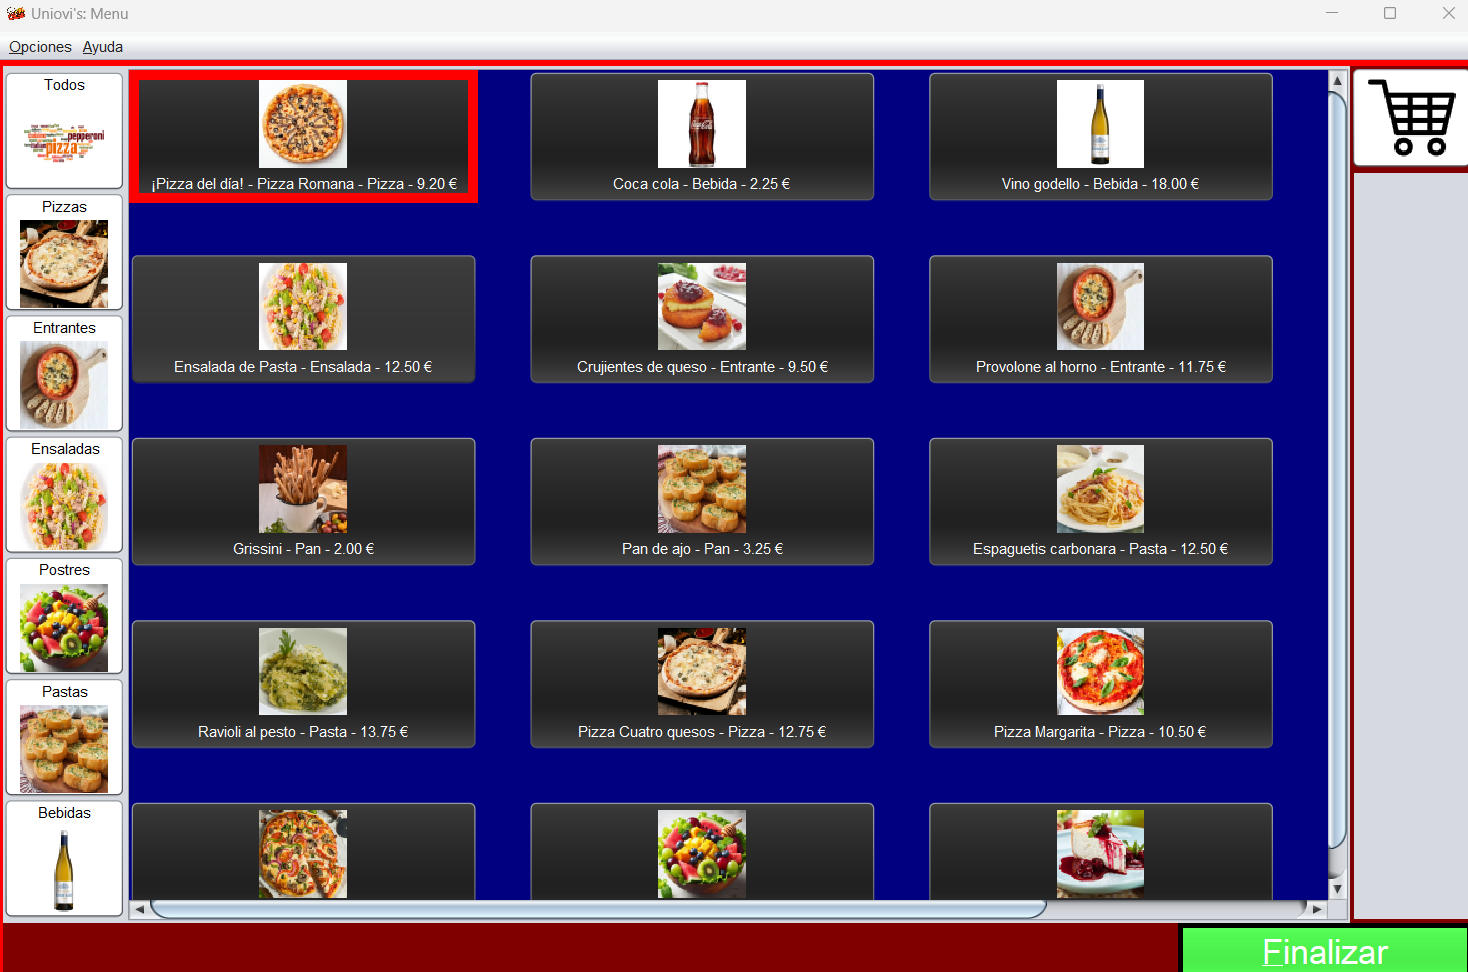 Uniovi's: Menu
Opciones Ayuda
Todos
pepperoni
pizza
Pizzas
Entrantes
Ensaladas
Postres
Pastas
Bebidas
¡Pizza del día! - Pizza Romana - Pizza - 9.20 €
Coca cola - Bebida - 2.25 €
Vino godello - Bebida - 18.00 €
Ensalada de Pasta - Ensalada - 12.50 €
Crujientes de queso - Entrante - 9.50 €
Provolone al horno - Entrante - 11.75 €
Grissini - Pan - 2.00 €
Pan de ajo - Pan - 3.25 €
Espaguetis carbonara - Pasta - 12.50 €
Ravioli al pesto - Pasta - 13.75 €
Pizza Cuatro quesos - Pizza - 12.75 €
Pizza Margarita - Pizza - 10.50 €
Finalizar